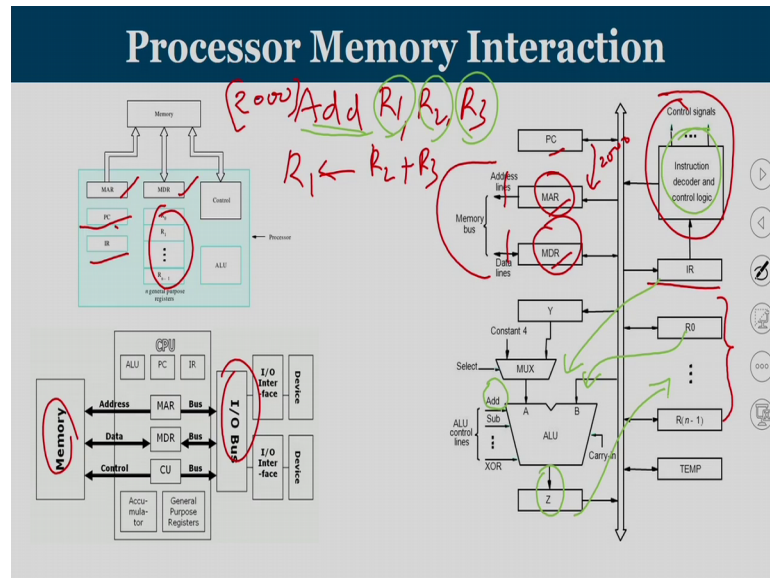 Processor Memory Interaction
[2000] Add R1, R2, R3
R1 ← R2 + R3
Memory
MAR
MDR
Control
PC
IR
R1
Rn - 1
ALU
n general purpose
registers
Processor
CPU
ALU
PC
IR
Memory
Address
MAR
Bus
Data
MDR
Bus
Control
CU
Bus
Accu-
mula-
tor
General
Purpose
Registers
I/O Bus
I/O
Inter
-face
Device
I/O
Inter
-face
Device
PC
2000
Address
lines
MAR
Memory
bus
MDR
Data
lines
Control signals
...
Instruction
decoder and
control logic
IR
Y
Constant 4
R0
Select
MUX
Add
A
B
Sub
ALU
control
lines
ALU
R(n - 1)
XOR
Carry-in
TEMP
Z